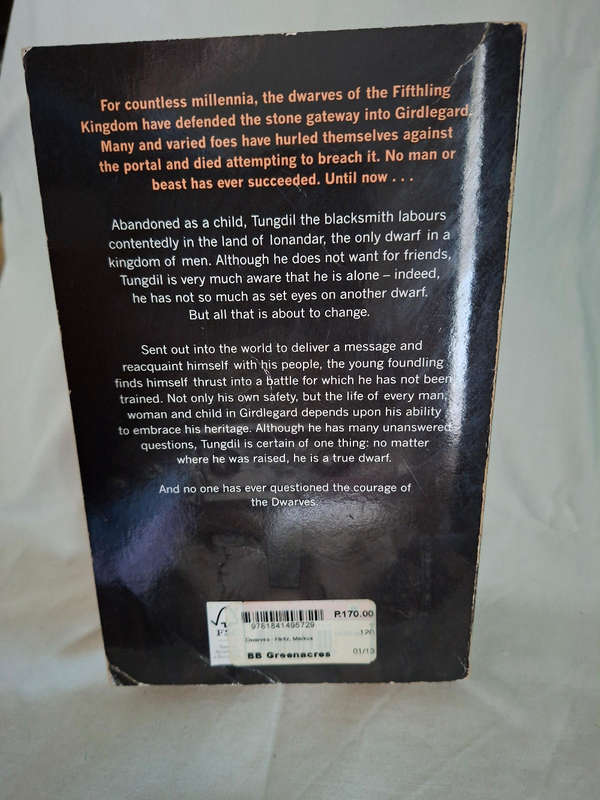 For countless millennia, the dwarves of the Fifthling
Kingdom have defended the stone gateway into Girdlegard.
Many and varied foes have hurled themselves against
the portal and died attempting to breach it. No man or
beast has ever succeeded. Until now . . .
Abandoned as a child, Tungdil the blacksmith labours
contentedly in the land of Ionandar, the only dwarf in a
kingdom of men. Although he does not want for friends,
Tungdil is very much aware that he is alone – indeed,
he has not so much as set eyes on another dwarf.
But all that is about to change.
Sent out into the world to deliver a message and
reacquaint himself with his people, the young foundling
finds himself thrust into a battle for which he has not been
trained. Not only his own safety, but the life of every man,
woman and child in Girdlegard depends upon his ability
to embrace his heritage. Although he has many unanswered
questions, Tungdil is certain of one thing: no matter
where he was raised, he is a true dwarf.
And no one has ever questioned the courage of
the Dwarves.
R170.00
9781841495729
120
Dwarves - Heitz, Markus
BB Greenacres 01/13